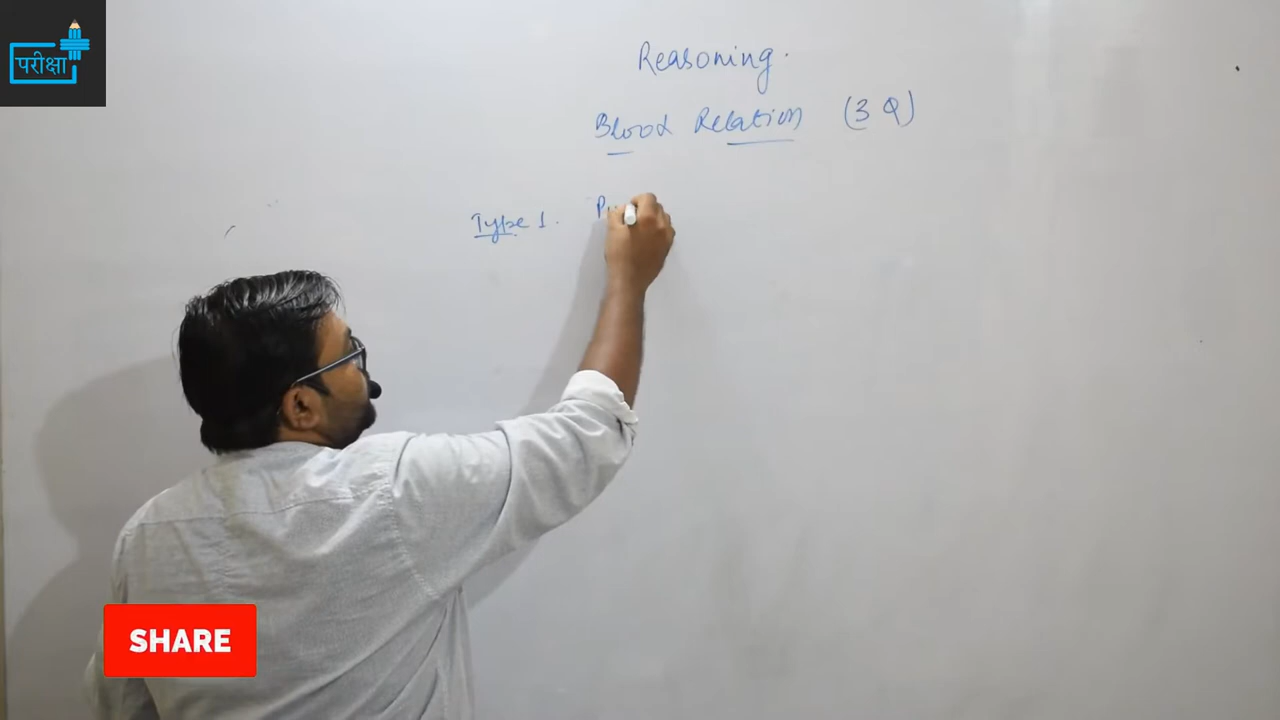 परीक्षा
Reasoning.
Blood Relation (3 Q)
Type 1.
SHARE